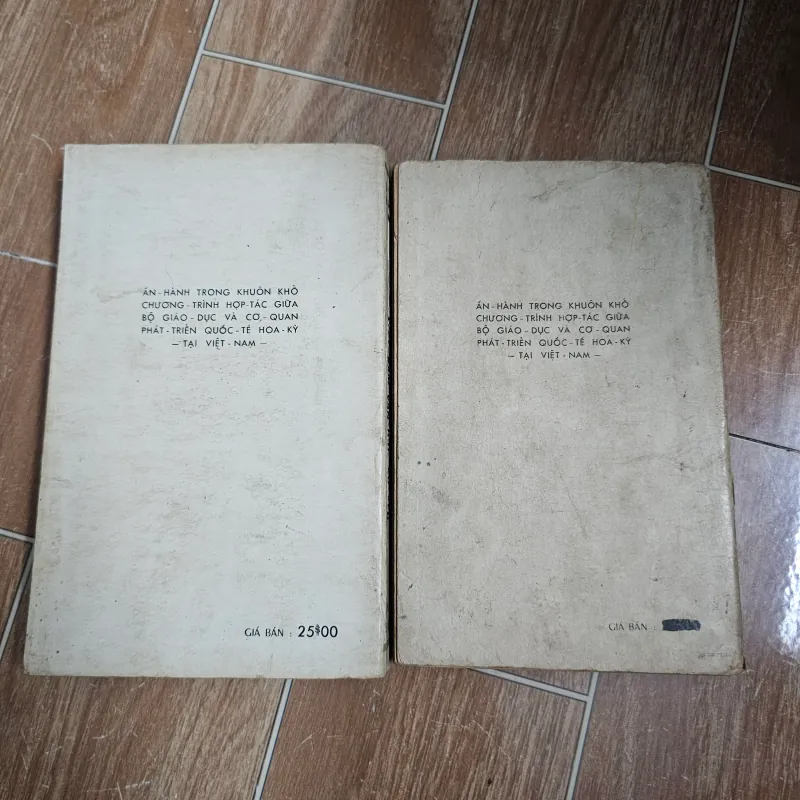 ẤN-HÀNH TRONG KHUÔN KHỔ
CHƯƠNG-TRÌNH HỢP-TÁC GIỮA
BỘ GIÁO-DỤC VÀ CƠ-QUAN
PHÁT-TRIỂN QUỐC-TẾ HOA-KỲ
— TẠI VIỆT-NAM —
GIÁ BÁN : 25$00
ẤN-HÀNH TRONG KHUÔN KHỔ
CHƯƠNG-TRÌNH HỢP-TÁC GIỮA
BỘ GIÁO-DỤC VÀ CƠ-QUAN
PHÁT-TRIỂN QUỐC-TẾ HOA-KỲ
— TẠI VIỆT-NAM —
GIÁ BÁN :